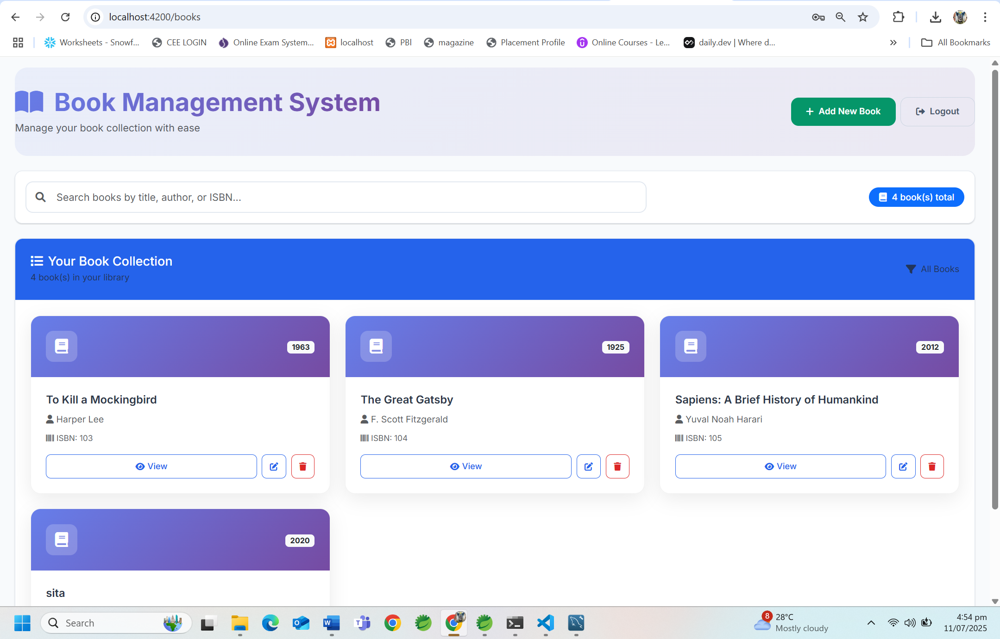 localhost:4200/books
Worksheets - Snowf...
CEE LOGIN
Online Exam System...
localhost
PBl
magazine
Placement Profile
Online Courses - Le...
daily.dev | Where d...
All Bookmarks
Book Management System
Manage your book collection with ease
Add New Book
Logout
Search books by title, author, or ISBN...
4 book(s) total
Your Book Collection
4 book(s) in your library
All Books
1963
To Kill a Mockingbird
Harper Lee
ISBN: 103
View
1925
The Great Gatsby
F. Scott Fitzgerald
ISBN: 104
View
2012
Sapiens: A Brief History of Humankind
Yuval Noah Harari
ISBN: 105
View
2020
sita
Search
8
28°C
Mostly cloudy
4:54 pm
11/07/2025